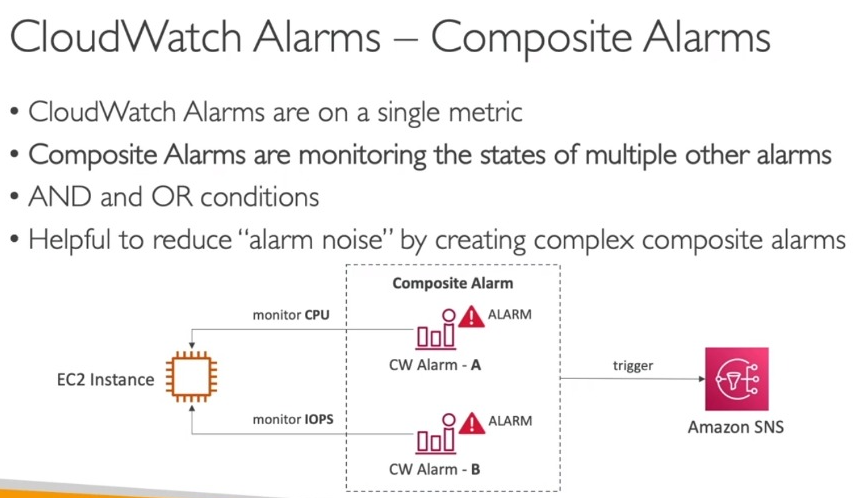 CloudWatch Alarms – Composite Alarms
• CloudWatch Alarms are on a single metric
• Composite Alarms are monitoring the states of multiple other alarms
• AND and OR conditions
• Helpful to reduce “alarm noise” by creating complex composite alarms
Composite Alarm
monitor CPU
ALARM
CW Alarm - A
EC2 Instance
trigger
Amazon SNS
monitor IOPS
ALARM
CW Alarm - B